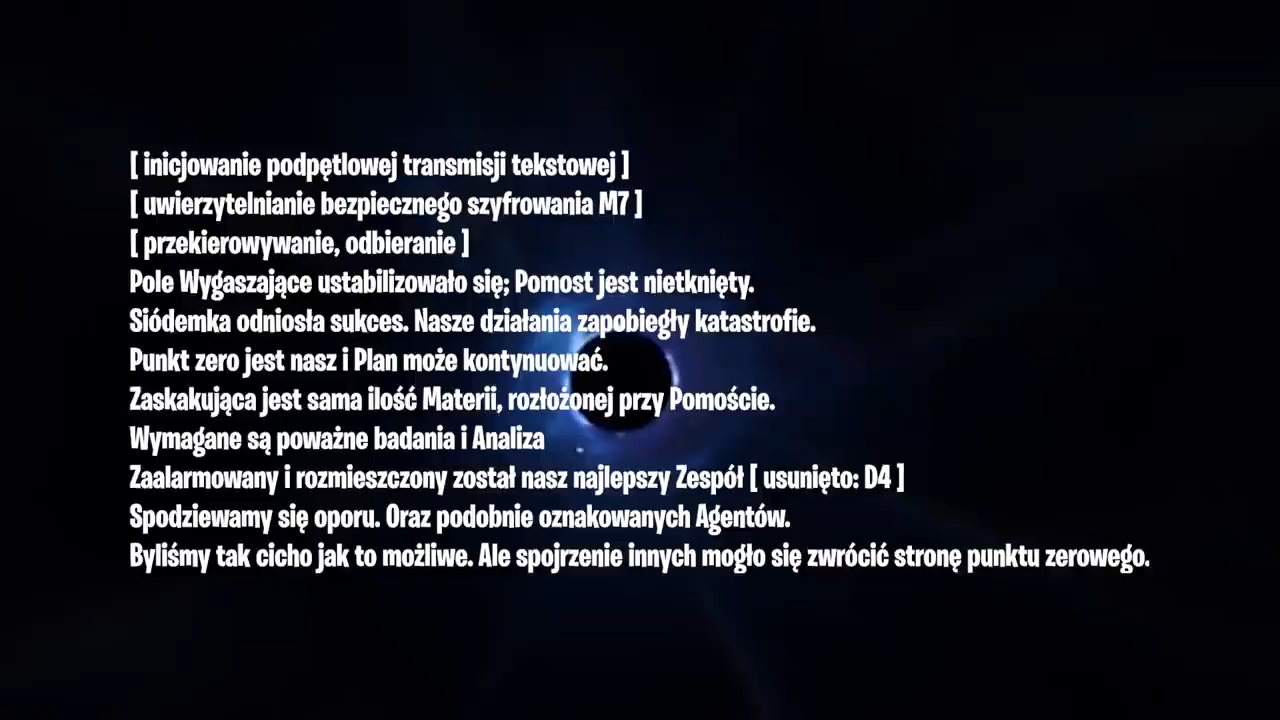 [ inicjowanie podpętlowej transmisji tekstowej ]
[ uwierzytelnianie bezpiecznego szyfrowania M7 ]
[ przekierowywanie, odbieranie ]
Pole Wygaszające ustabilizowało się; Pomost jest nietknięty.
Siódemka odniosła sukces. Nasze działania zapobiegły katastrofie.
Punkt zero jest nasz i Plan może kontynuować.
Zaskakująca jest sama ilość Materii, rozłożonej przy Pomoście.
Wymagane są poważne badania i Analiza
Zaalarmowany i rozmieszczony został nasz najlepszy Zespół [ usunięto: D4 ]
Spodziewamy się oporu. Oraz podobnie oznakowanych Agentów.
Byliśmy tak cicho jak to możliwe. Ale spojrzenie innych mogło się zwrócić stronę punktu zerowego.